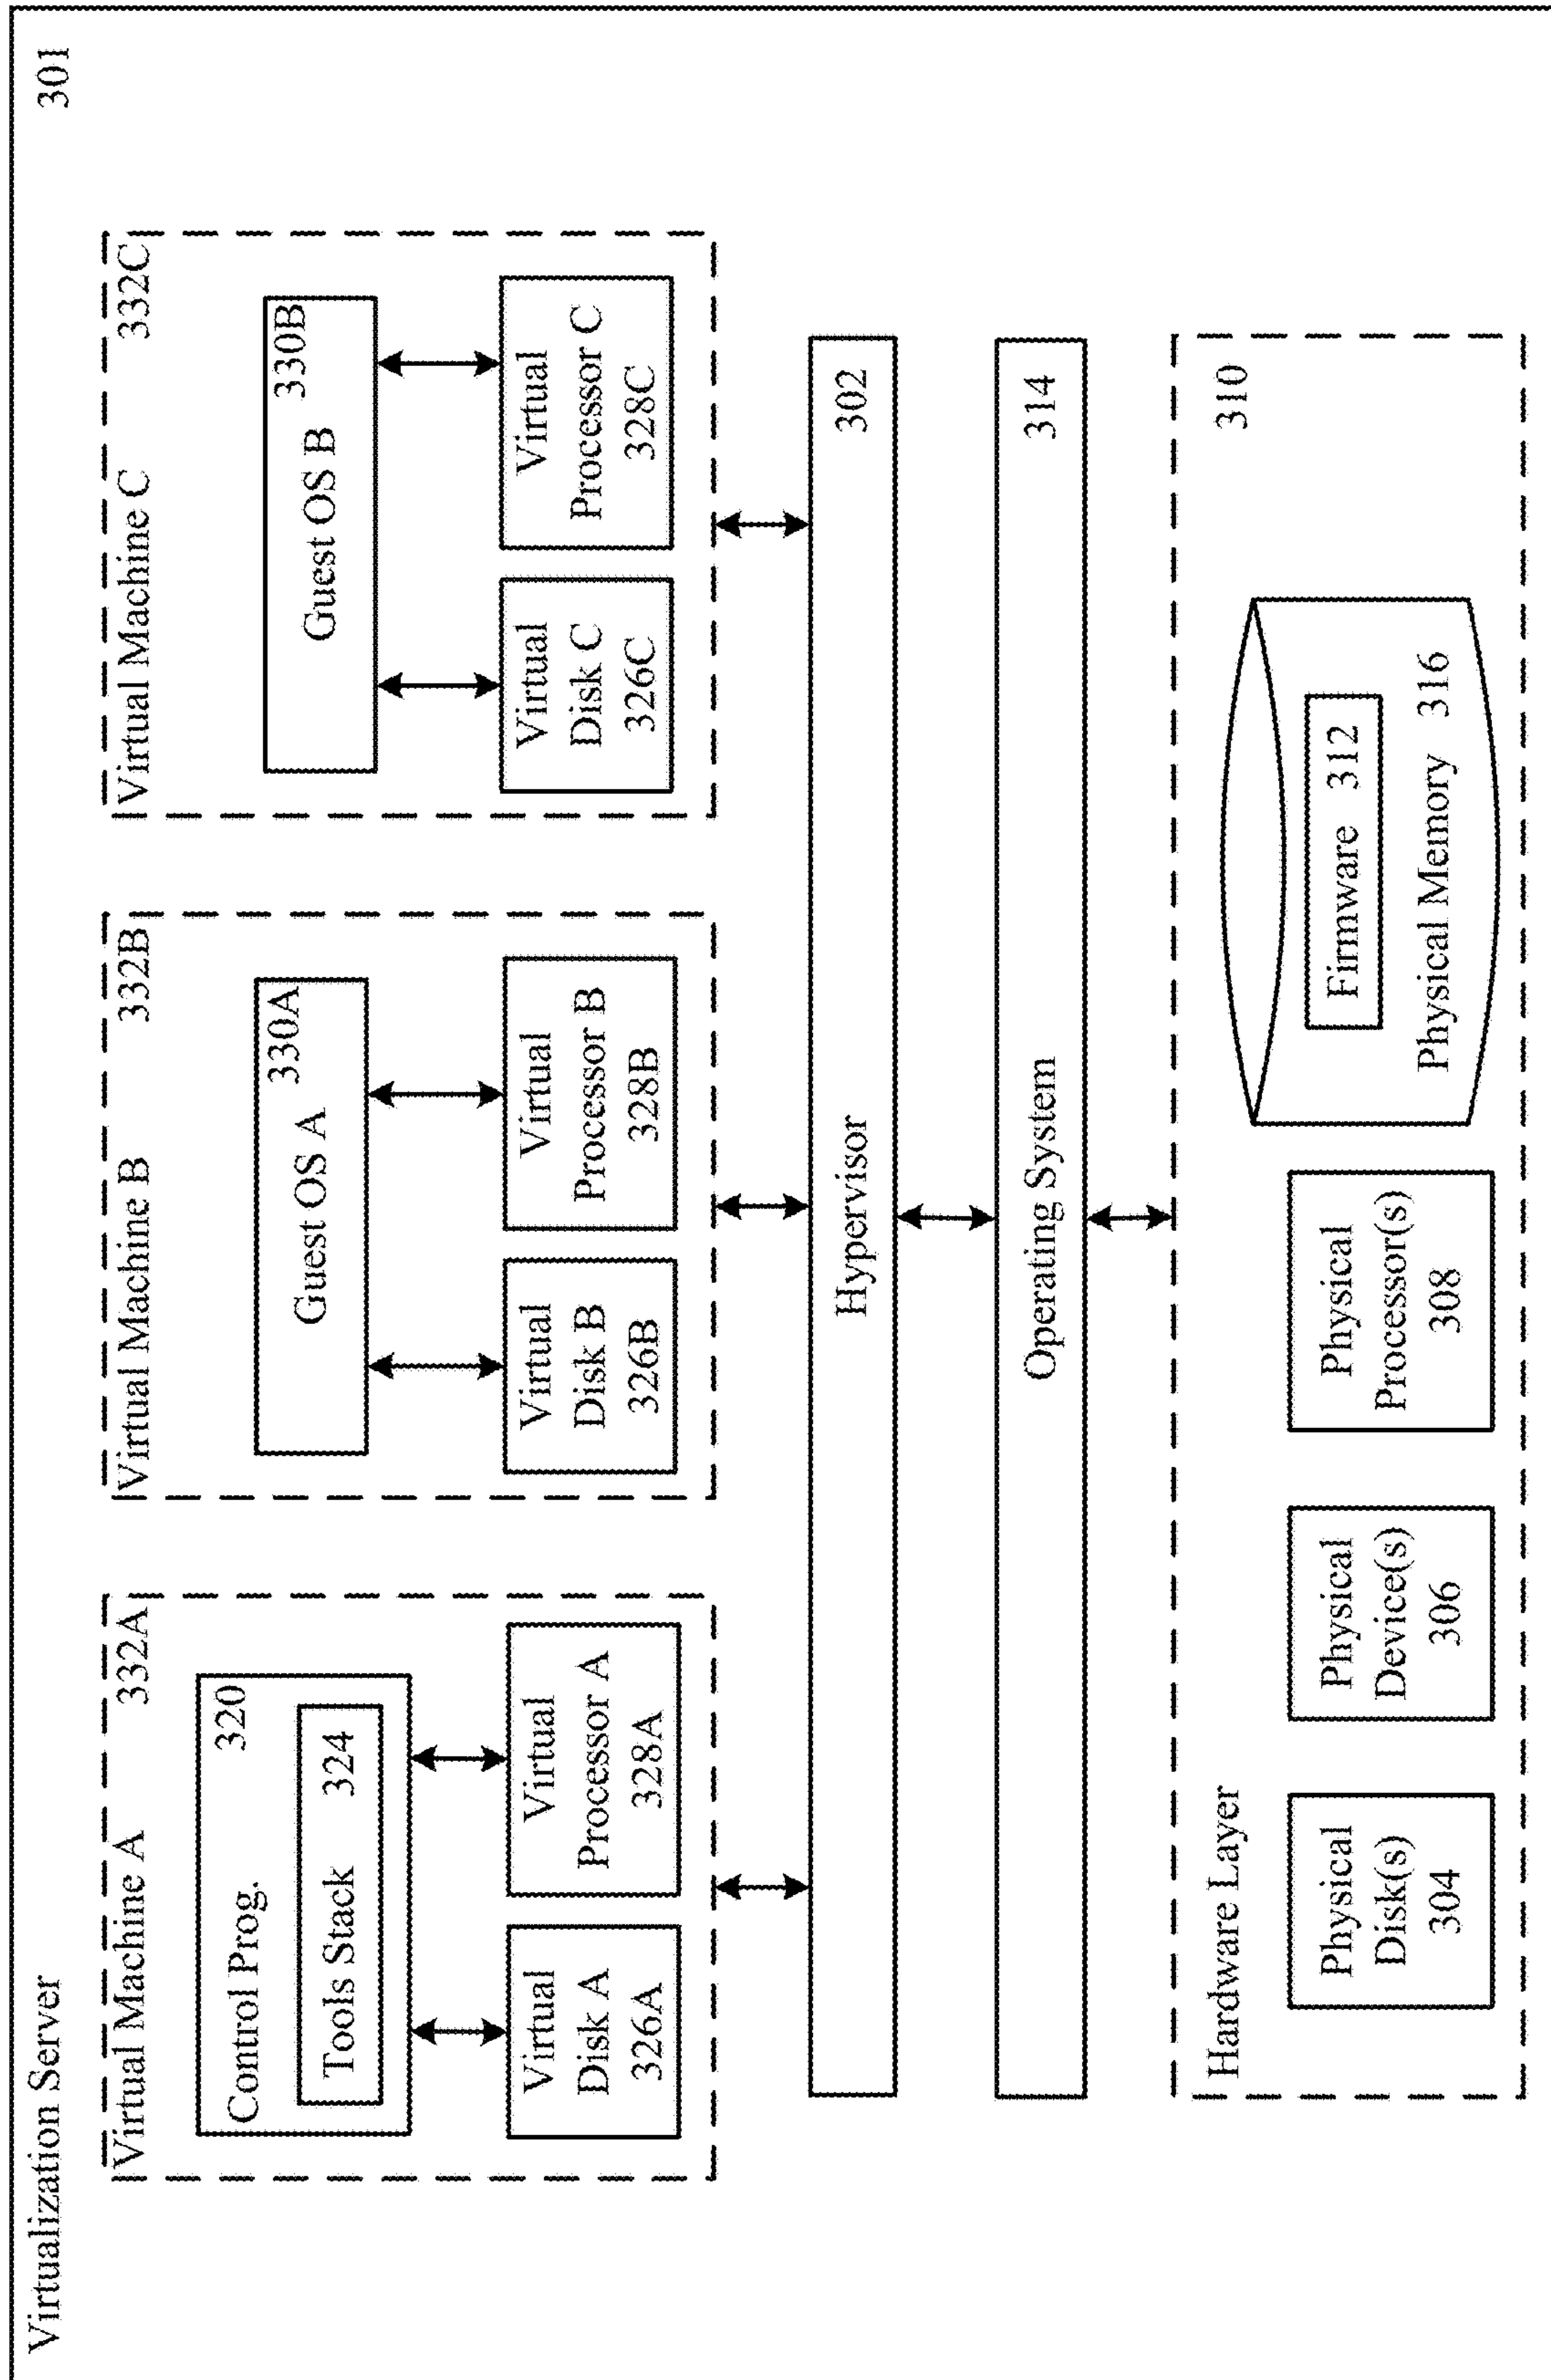 Virtualization Server
301
Virtual Machine A 332A
Control Prog. 320
Tools Stack 324
Virtual
Disk A
326A
Virtual
Processor A
328A
Virtual Machine B 332B
Guest OS A 330A
Virtual
Disk B
326B
Virtual
Processor B
328B
Virtual Machine C 332C
Guest OS B 330B
Virtual
Disk C
326C
Virtual
Processor C
328C
Hypervisor 302
Operating System 314
Hardware Layer 310
Physical
Disk(s)
304
Physical
Device(s)
306
Physical
Processor(s)
308
Firmware 312
Physical Memory 316